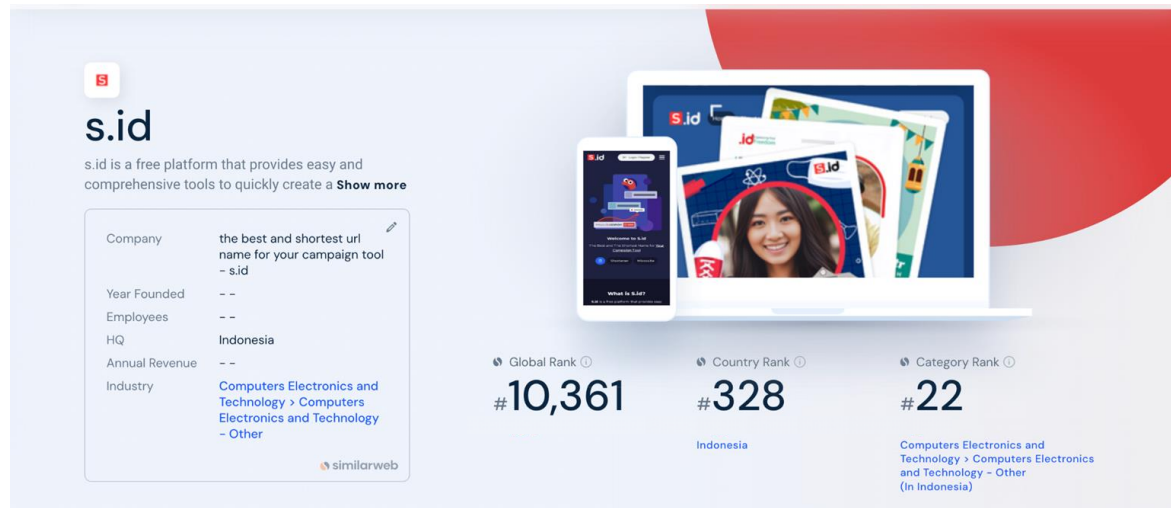 S
s.id
s.id is a free platform that provides easy and
comprehensive tools to quickly create a Show more
Company
the best and shortest url
name for your campaign tool
- s.id
Year Founded
- -
Employees
- -
HQ
Indonesia
Annual Revenue
- -
Industry
Computers Electronics and
Technology > Computers
Electronics and Technology
- Other
similarweb
S.id
.id
S.id
S.id
Welcome to S.id
What is S.id?
Global Rank
#10,361
Country Rank
#328
Indonesia
Category Rank
#22
Computers Electronics and
Technology > Computers Electronics
and Technology - Other
(In Indonesia)